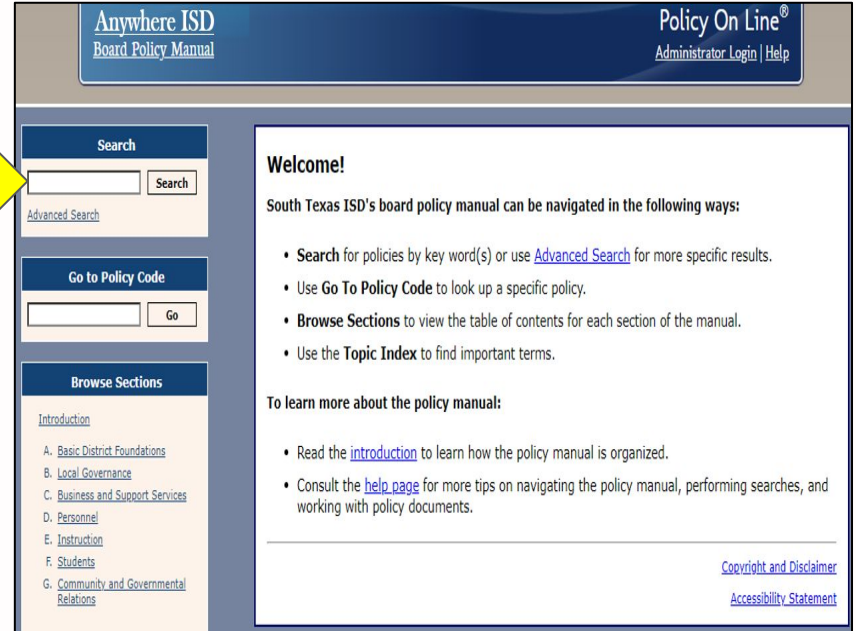 Anywhere ISD
Board Policy Manual
Policy On Line®
Administrator Login | Help
Search
Search
Advanced Search
Go to Policy Code
Go
Browse Sections
Introduction
A. Basic District Foundations
B. Local Governance
C. Business and Support Services
D. Personnel
E. Instruction
F. Students
G. Community and Governmental
Relations
Welcome!
South Texas ISD's board policy manual can be navigated in the following ways:
• Search for policies by key word(s) or use Advanced Search for more specific results.
• Use Go To Policy Code to look up a specific policy.
• Browse Sections to view the table of contents for each section of the manual.
• Use the Topic Index to find important terms.
To learn more about the policy manual:
• Read the introduction to learn how the policy manual is organized.
• Consult the help page for more tips on navigating the policy manual, performing searches, and
working with policy documents.
Copyright and Disclaimer
Accessibility Statement